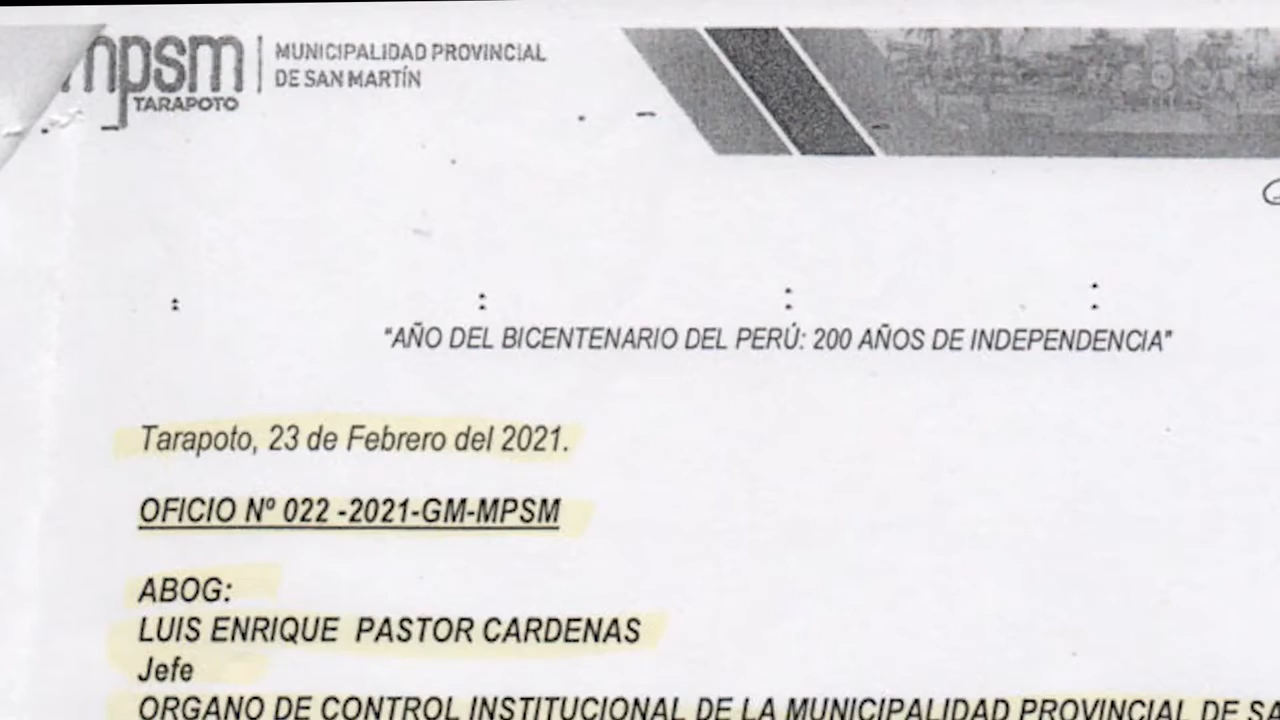 mpsm
TARAPOTO
MUNICIPALIDAD PROVINCIAL
DE SAN MARTÍN
"AÑO DEL BICENTENARIO DEL PERÚ: 200 AÑOS DE INDEPENDENCIA"
Tarapoto, 23 de Febrero del 2021.
OFICIO Nº 022 -2021-GM-MPSM
ABOG:
LUIS ENRIQUE PASTOR CARDENAS
Jefe
ORGANO DE CONTROL INSTITUCIONAL DE LA MUNICIPALIDAD PROVINCIAL DE SA